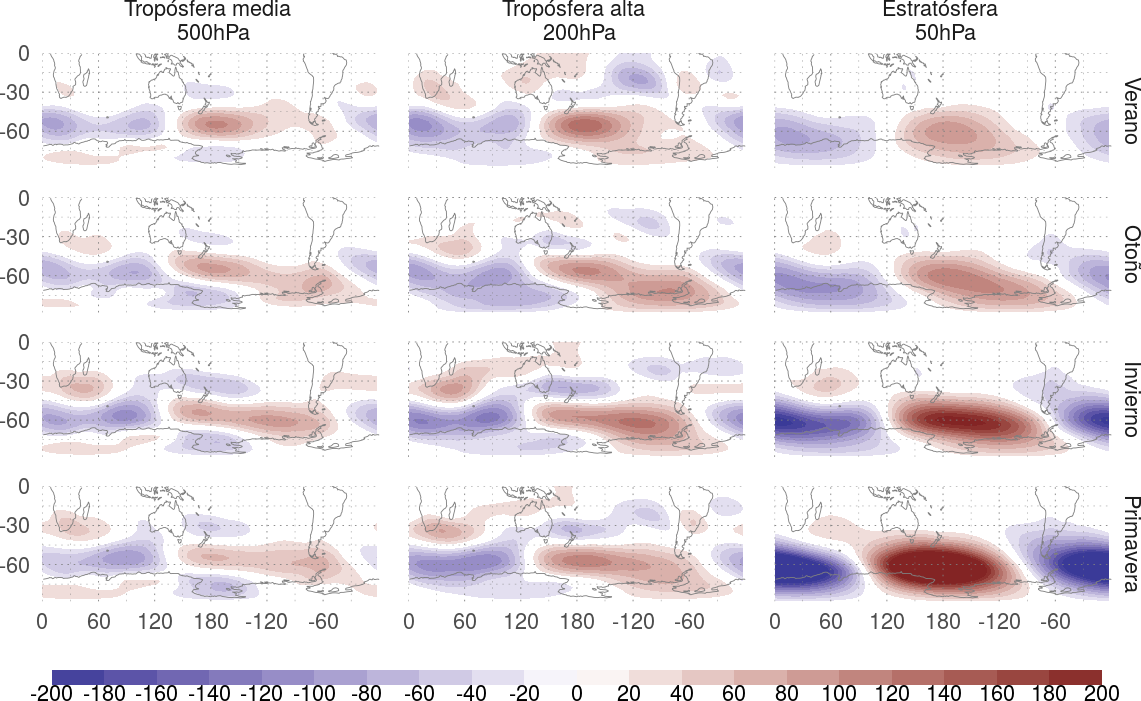 Tropósfera media Tropósfera alta Estratósfera
500hPa 200hPa 50hPa
0
-30
-60
Verano
0
-30
-60
Otoño
0
-30
-60
Invierno
0
-30
-60
Primavera
0 60 120 180 -120 -60 0 60 120 180 -120 -60 0 60 120 180 -120 -60
-200 -180 -160 -140 -120 -100 -80 -60 -40 -20 0 20 40 60 80 100 120 140 160 180 200